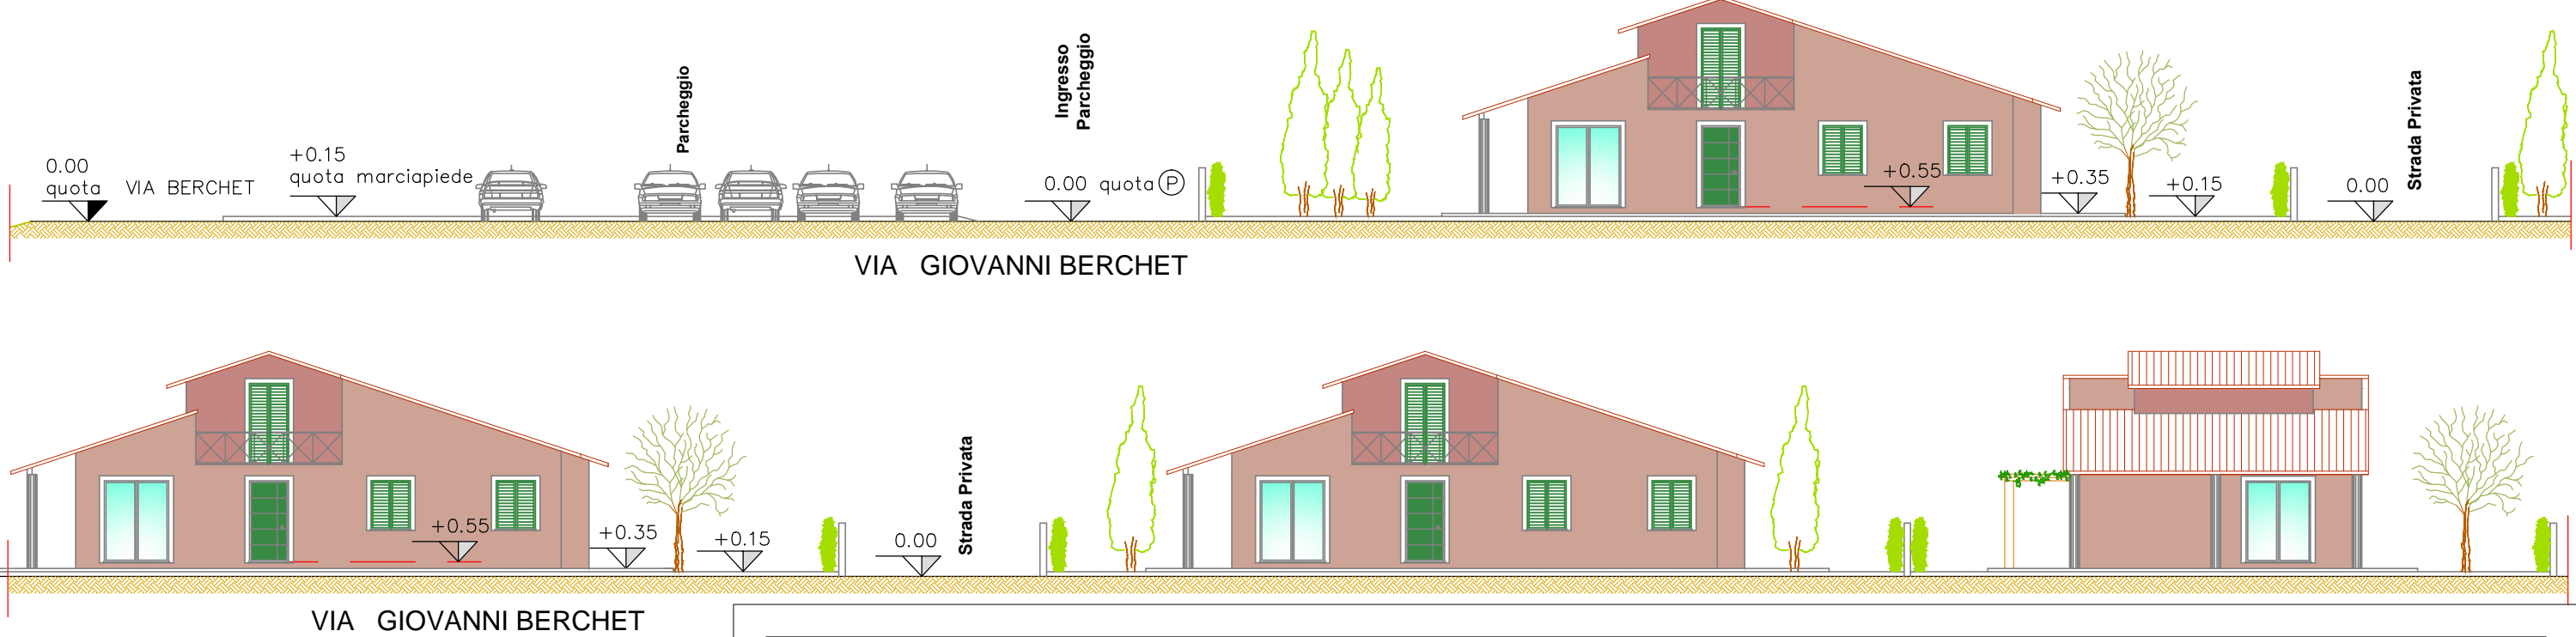 0.00
quota VIA BERCHET
+0.15
quota marciapiede
Parcheggio
Ingresso
Parcheggio
0.00 quota P
+0.55
+0.35
+0.15
0.00
Strada Privata
VIA GIOVANNI BERCHET
+0.55
+0.35
+0.15
0.00
Strada Privata
VIA GIOVANNI BERCHET